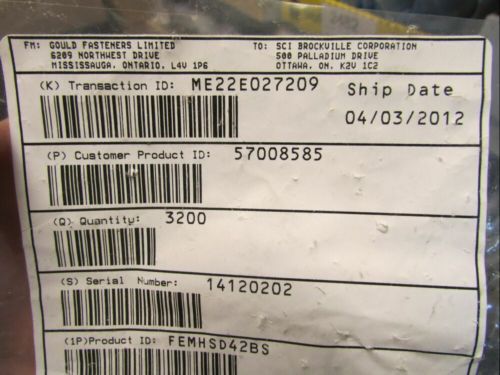 FM: GOULD FASTENERS LIMITED TO: SCI BROCKVILLE CORPORATION
6209 NORTHWEST DRIVE 500 PALLADIUM DRIVE
MISSISSAUGA, ONTARIO, L4V 1P6 OTTAWA, ON. K2V 1C2
(K) Transaction ID: ME22E027209 Ship Date
04/03/2012
(P) Customer Product ID: 57008585
(Q) Quantity: 3200
(S) Serial Number: 14120202
(1P)Product ID: FEMHSD42BS